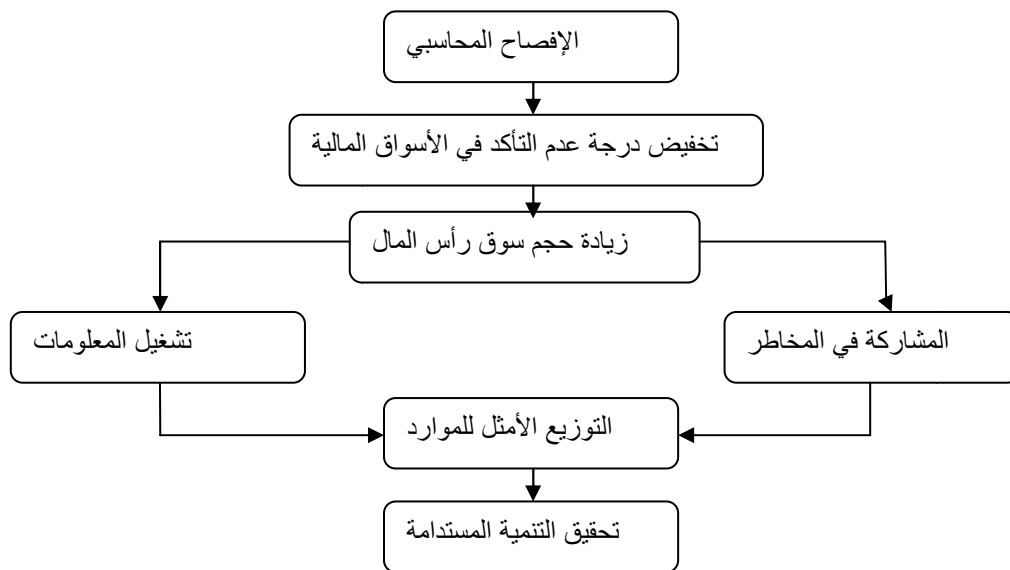 الإفصاح المحاسبي
تخفيض درجة عدم التأكد في الأسواق المالية
زيادة حجم سوق رأس المال
المشاركة في المخاطر
تشغيل المعلومات
التوزيع الأمثل للموارد
تحقيق التنمية المستدامة